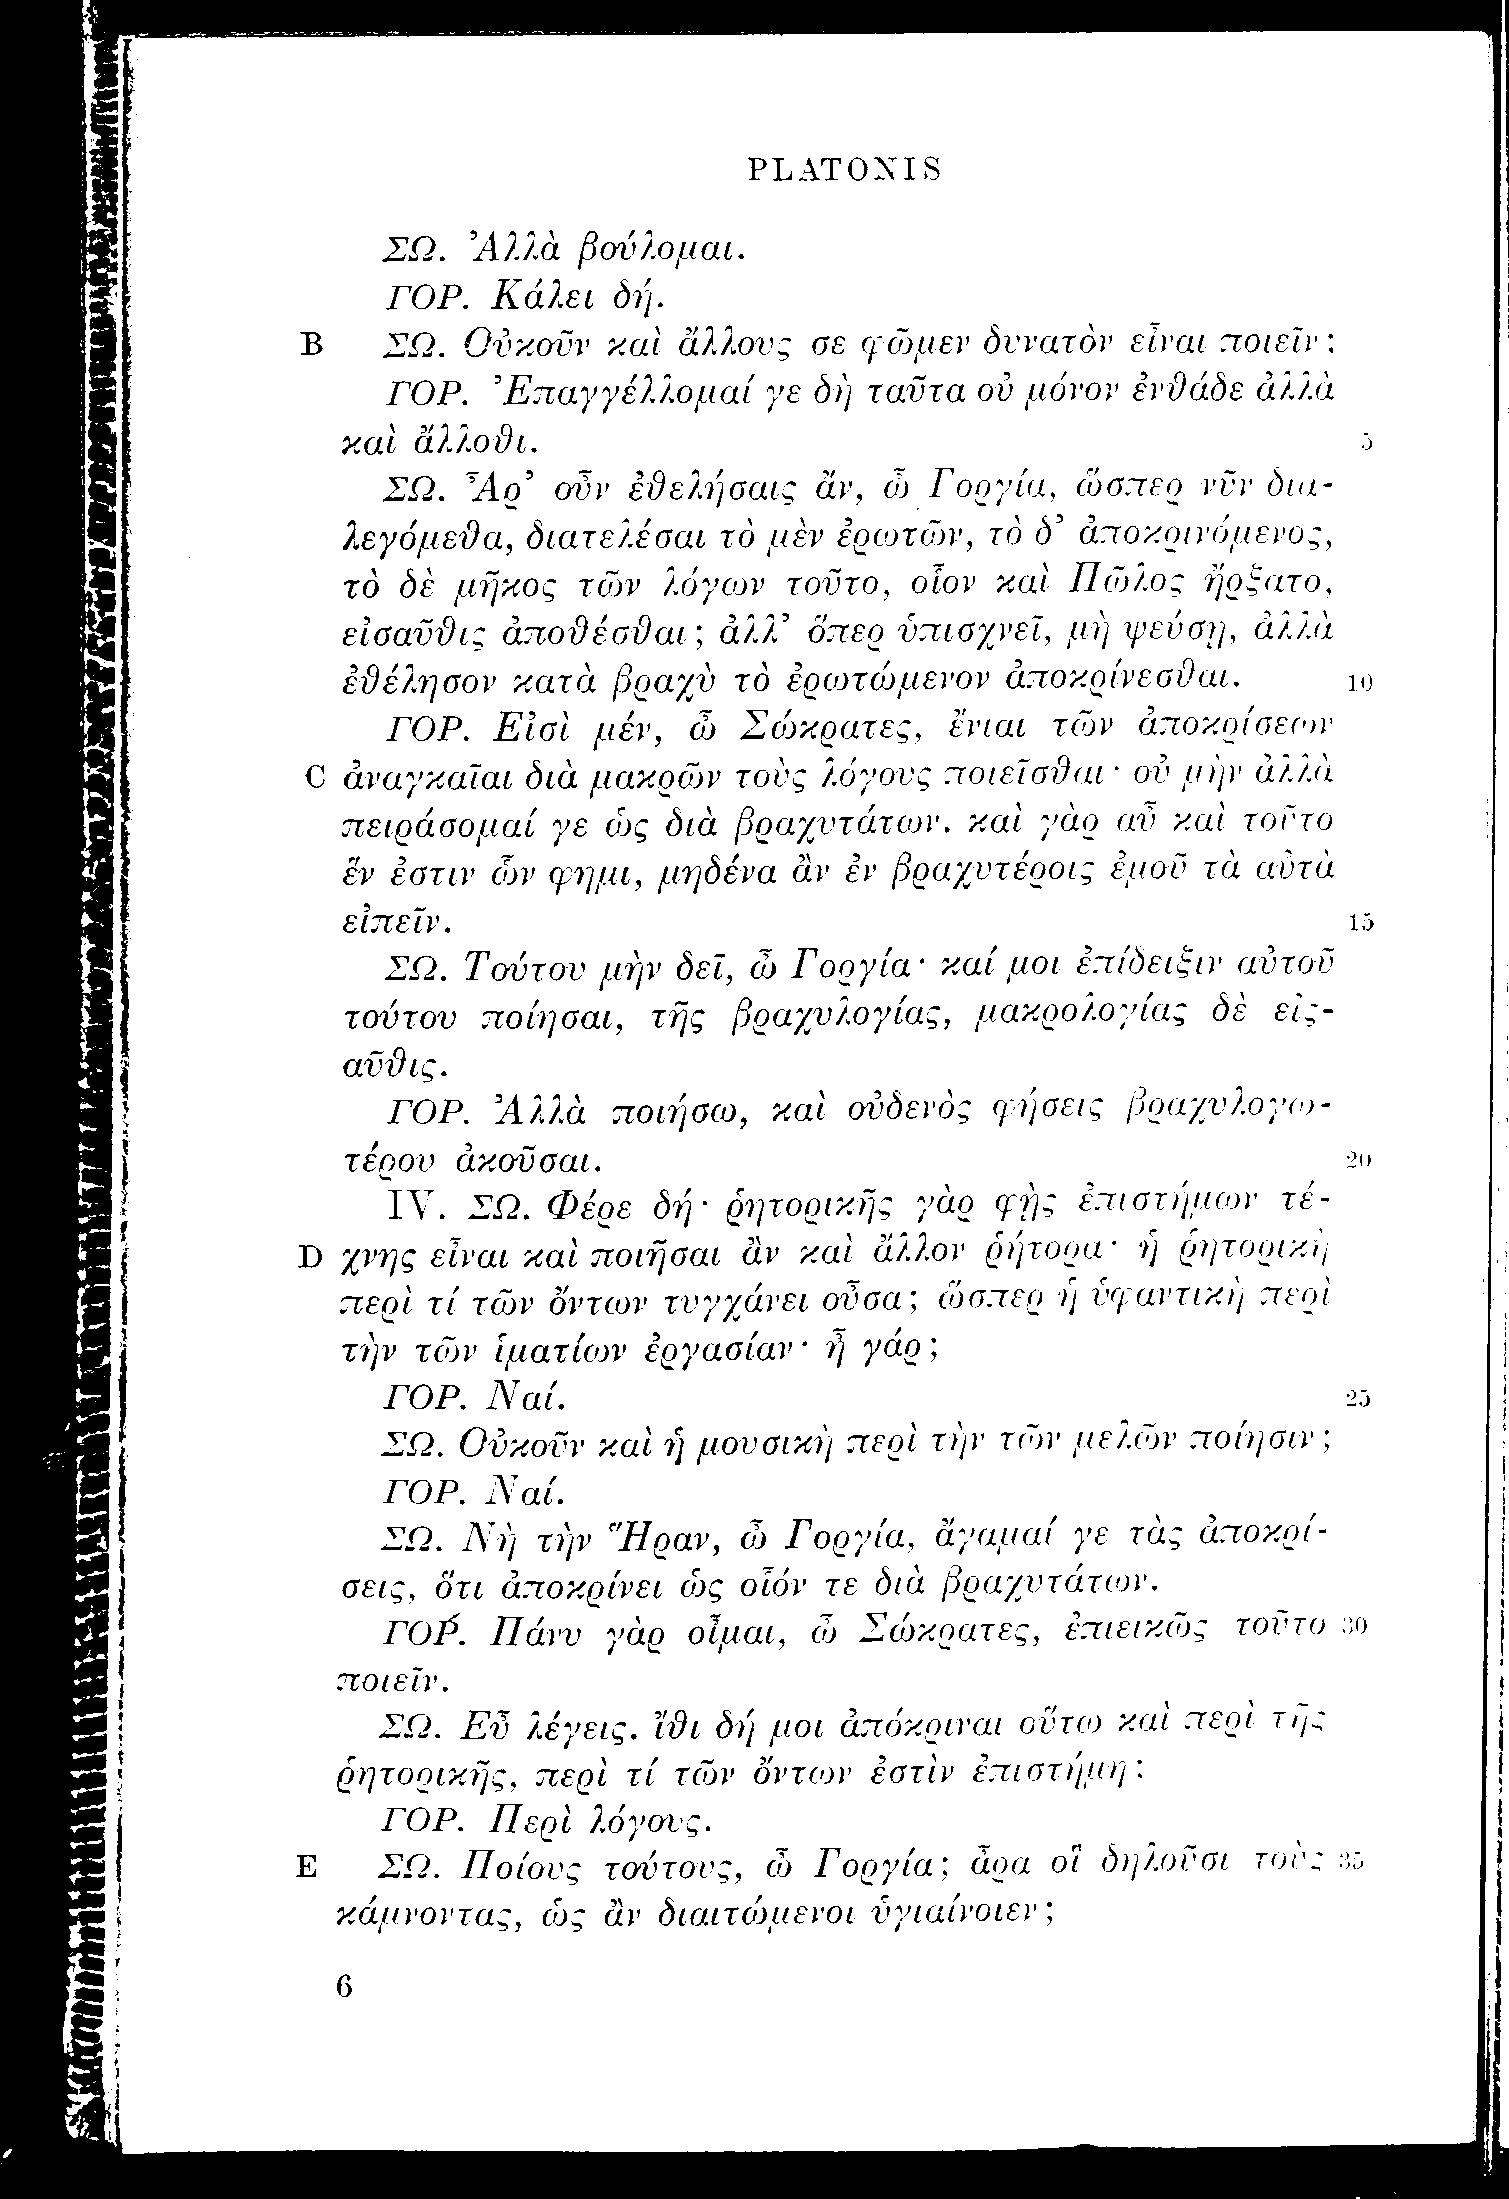 PLATONIS
ΣΩ. Ἀλλὰ βούλομαι.
ΓΟΡ. Κάλει δή.
B ΣΩ. Οὐκοῦν καὶ ἄλλους σε φῶμεν δυνατὸν εἶναι ποιεῖν;
ΓΟΡ. Ἐπαγγέλλομαί γε δὴ ταῦτα οὐ μόνον ἐνθάδε ἀλλὰ
καὶ ἄλλοθι. 5
ΣΩ. Ἆρ’ οὖν ἐθελήσαις ἄν, ὦ Γοργία, ὥσπερ νῦν δια-
λεγόμεθα, διατελέσαι τὸ μὲν ἐρωτῶν, τὸ δ’ ἀποκρινόμενος,
τὸ δὲ μῆκος τῶν λόγων τοῦτο, οἷον καὶ Πῶλος ἤρξατο,
εἰσαῦθις ἀποθέσθαι; ἀλλ’ ὅπερ ὑπισχνεῖ, μὴ ψεύσῃ, ἀλλὰ
ἐθέλησον κατὰ βραχὺ τὸ ἐρωτώμενον ἀποκρίνεσθαι. 10
ΓΟΡ. Εἰσὶ μέν, ὦ Σώκρατες, ἔνιαι τῶν ἀποκρίσεων
C ἀναγκαῖαι διὰ μακρῶν τοὺς λόγους ποιεῖσθαι· οὐ μὴν ἀλλὰ
πειράσομαί γε ὡς διὰ βραχυτάτων. καὶ γὰρ αὖ καὶ τοῦτο
ἕν ἐστιν ὧν φημι, μηδένα ἂν ἐν βραχυτέροις ἐμοῦ τὰ αὐτὰ
εἰπεῖν. 15
ΣΩ. Τούτου μὴν δεῖ, ὦ Γοργία· καί μοι ἐπίδειξιν αὐτοῦ
τούτου ποίησαι, τῆς βραχυλογίας, μακρολογίας δὲ εἰς-
αῦθις.
ΓΟΡ. Ἀλλὰ ποιήσω, καὶ οὐδενὸς φήσεις βραχυλογω-
τέρου ἀκοῦσαι. 20
IV. ΣΩ. Φέρε δή· ῥητορικῆς γὰρ φῂς ἐπιστήμων τέ-
D χνης εἶναι καὶ ποιῆσαι ἂν καὶ ἄλλον ῥήτορα· ἡ ῥητορικὴ
περὶ τί τῶν ὄντων τυγχάνει οὖσα; ὥσπερ ἡ ὑφαντικὴ περὶ
τὴν τῶν ἱματίων ἐργασίαν· ἦ γάρ;
ΓΟΡ. Ναί. 25
ΣΩ. Οὐκοῦν καὶ ἡ μουσικὴ περὶ τὴν τῶν μελῶν ποίησιν;
ΓΟΡ. Ναί.
ΣΩ. Νὴ τὴν Ἥραν, ὦ Γοργία, ἄγαμαί γε τὰς ἀποκρί-
σεις, ὅτι ἀποκρίνει ὡς οἷόν τε διὰ βραχυτάτων.
ΓΟΡ. Πάνυ γὰρ οἶμαι, ὦ Σώκρατες, ἐπιεικῶς τοῦτο 30
ποιεῖν.
ΣΩ. Εὖ λέγεις. ἴθι δή μοι ἀπόκριναι οὕτω καὶ περὶ τῆς
ῥητορικῆς, περὶ τί τῶν ὄντων ἐστὶν ἐπιστήμη;
ΓΟΡ. Περὶ λόγους.
E ΣΩ. Ποίους τούτους, ὦ Γοργία; ἆρα οἳ δηλοῦσι τοὺς 35
κάμνοντας, ὡς ἂν διαιτώμενοι ὑγιαίνοιεν;
6